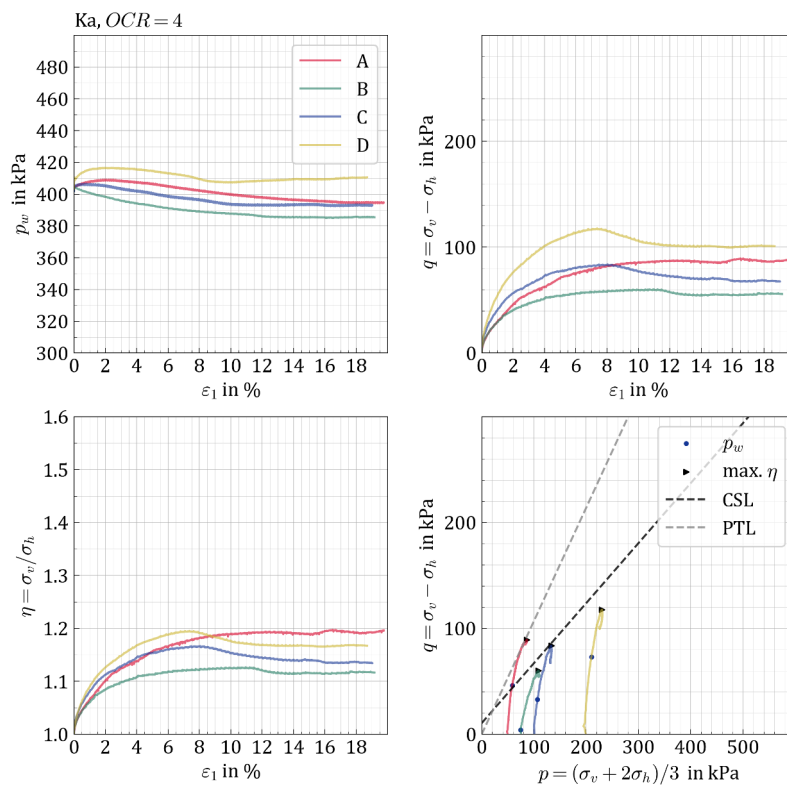 Ka, OCR = 4
480
460
440
420
400
380
360
340
320
300
p_w in kPa
A
B
C
D
0 2 4 6 8 10 12 14 16 18
ε₁ in %
200
100
0
q = σ_v − σ_h in kPa
0 2 4 6 8 10 12 14 16 18
ε₁ in %
1.6
1.5
1.4
1.3
1.2
1.1
1.0
η = σ_v/σ_h
0 2 4 6 8 10 12 14 16 18
ε₁ in %
200
100
0
q = σ_v − σ_h in kPa
p_w
max. η
CSL
PTL
0 100 200 300 400 500
p = (σ_v + 2σ_h)/3 in kPa